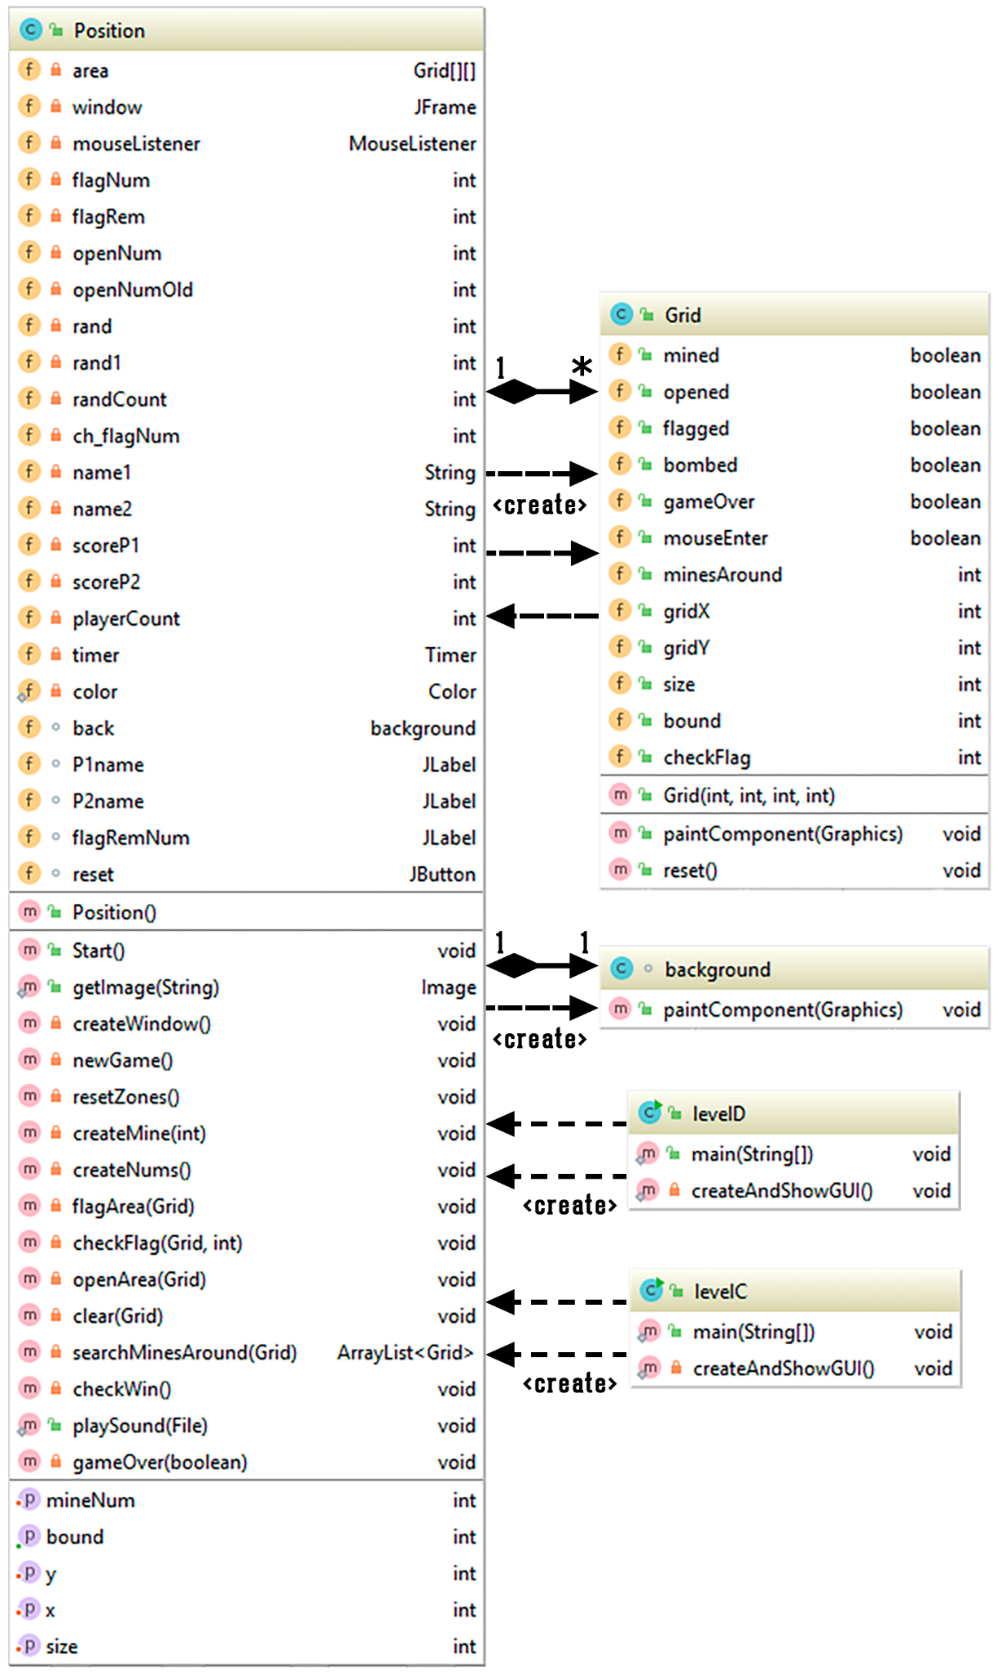 Position
area Grid[][]
window JFrame
mouseListener MouseListener
flagNum int
flagRem int
openNum int
openNumOld int
rand int
rand1 int
randCount int
ch_flagNum int
name1 String
name2 String
scoreP1 int
scoreP2 int
playerCount int
timer Timer
color Color
back background
P1name JLabel
P2name JLabel
flagRemNum JLabel
reset JButton
Position()
Start() void
getImage(String) Image
createWindow() void
newGame() void
resetZones() void
createMine(int) void
createNums() void
flagArea(Grid) void
checkFlag(Grid, int) void
openArea(Grid) void
clear(Grid) void
searchMinesAround(Grid) ArrayList<Grid>
checkWin() void
playSound(File) void
gameOver(boolean) void
mineNum int
bound int
y int
x int
size int
1 *
<create>
Grid
mined boolean
opened boolean
flagged boolean
bombed boolean
gameOver boolean
mouseEnter boolean
minesAround int
gridX int
gridY int
size int
bound int
checkFlag int
Grid(int, int, int, int)
paintComponent(Graphics) void
reset() void
1 1
<create>
background
paintComponent(Graphics) void
levelD
main(String[]) void
createAndShowGUI() void
<create>
levelC
main(String[]) void
createAndShowGUI() void
<create>